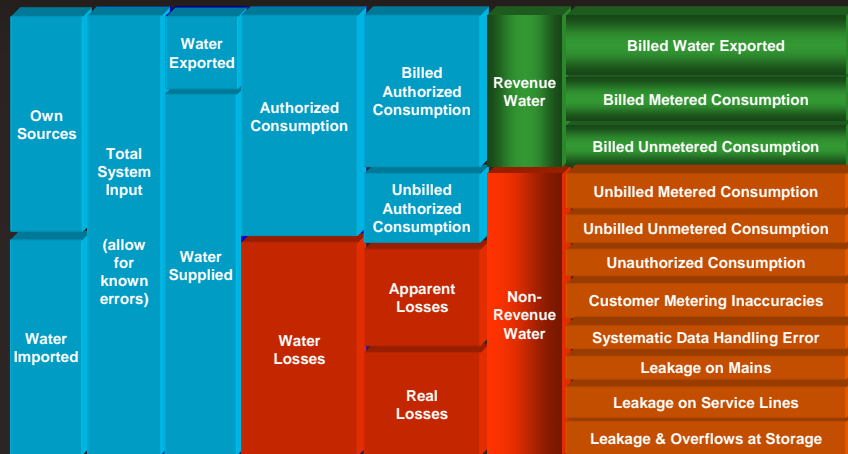 Own
Sources
Water
Imported
Total
System
Input
(allow
for
known
errors)
Water
Exported
Water
Supplied
Authorized
Consumption
Water
Losses
Billed
Authorized
Consumption
Unbilled
Authorized
Consumption
Apparent
Losses
Real
Losses
Revenue
Water
Non-
Revenue
Water
Billed Water Exported
Billed Metered Consumption
Billed Unmetered Consumption
Unbilled Metered Consumption
Unbilled Unmetered Consumption
Unauthorized Consumption
Customer Metering Inaccuracies
Systematic Data Handling Error
Leakage on Mains
Leakage on Service Lines
Leakage & Overflows at Storage